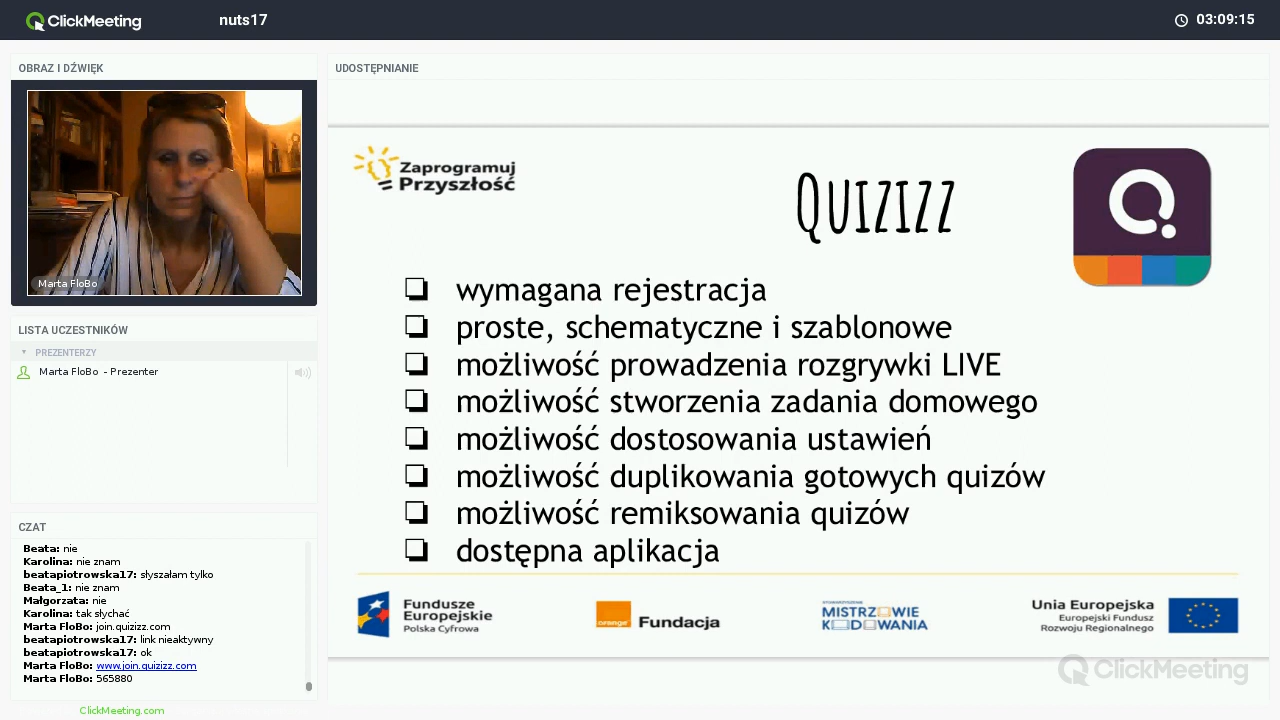 ClickMeeting
nuts17
03:09:15
OBRAZ I DŹWIĘK
Marta FloBo
LISTA UCZESTNIKÓW
PREZENTERZY
Marta FloBo - Prezenter
CZAT
Beata: nie
Karolina: nie znam
beatapiotrowska17: słyszałam tylko
Beata_1: nie znam
Małgorzata: nie
Karolina: tak słychać
Marta FloBo: join.quizizz.com
beatapiotrowska17: link nieaktywny
beatapiotrowska17: ok
Marta FloBo: www.join.quizizz.com
Marta FloBo: 565880
ClickMeeting.com
UDOSTĘPNIANIE
Zaprogramuj
Przyszłość
QUIZIZZ
❑ wymagana rejestracja
❑ proste, schematyczne i szablonowe
❑ możliwość prowadzenia rozgrywki LIVE
❑ możliwość stworzenia zadania domowego
❑ możliwość dostosowania ustawień
❑ możliwość duplikowania gotowych quizów
❑ możliwość remiksowania quizów
❑ dostępna aplikacja
Fundusze
Europejskie
Polska Cyfrowa
orange
Fundacja
STOWARZYSZENIE
MISTRZOWIE
KODOWANIA
Unia Europejska
Europejski Fundusz
Rozwoju Regionalnego
ClickMeeting